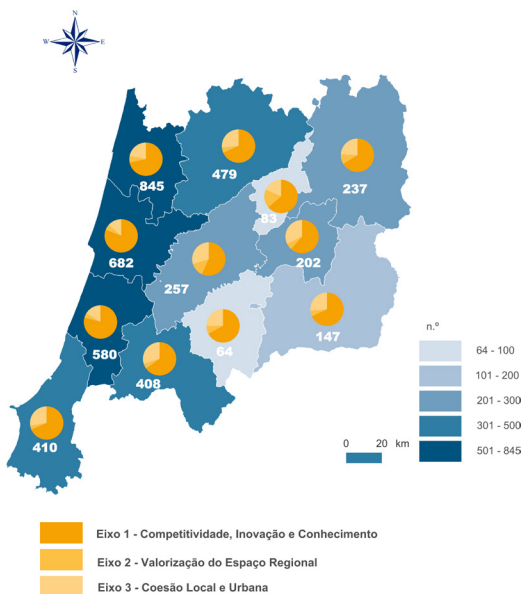 N
W E
S
845
479
237
83
682
202
257
147
580
64
408
410
n.º
64 - 100
101 - 200
201 - 300
301 - 500
501 - 845
0 20 km
Eixo 1 - Competitividade, Inovação e Conhecimento
Eixo 2 - Valorização do Espaço Regional
Eixo 3 - Coesão Local e Urbana